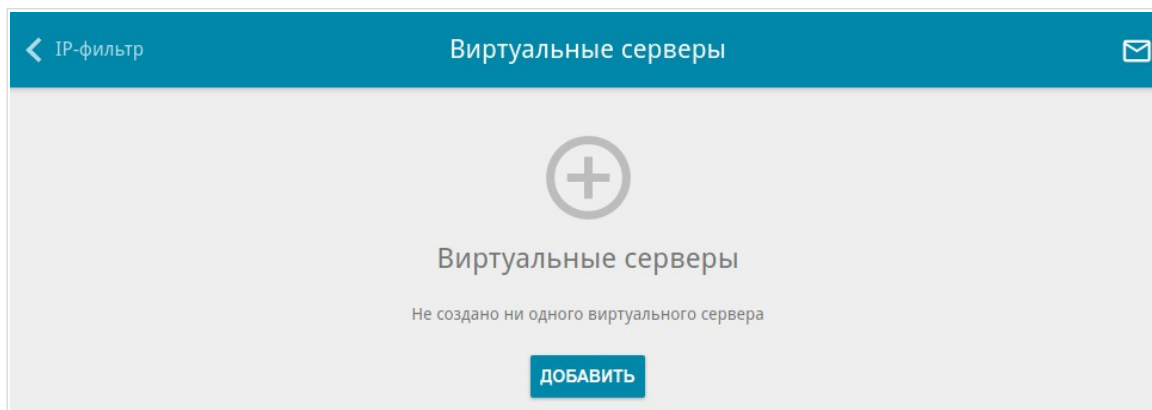 IP-фильтр
Виртуальные серверы
Виртуальные серверы
Не создано ни одного виртуального сервера
ДОБАВИТЬ